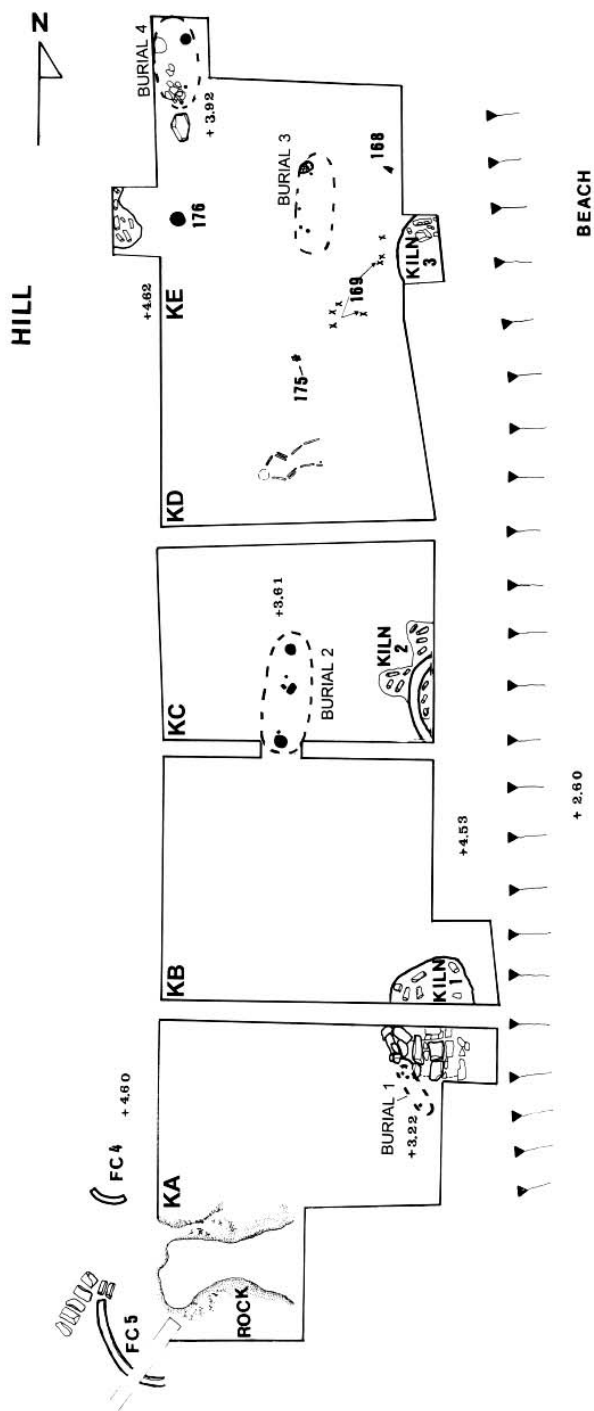 N
HILL
BURIAL 4
+ 3.92
176
BURIAL 3
168
+4.62
KE
169
KILN
3
BEACH
175
KD
+3.61
KILN
2
BURIAL 2
KC
+ 2.60
+4.53
KB
KILN
1
+4.60
FC 4
BURIAL 1
+3.22
KA
FC 5
ROCK